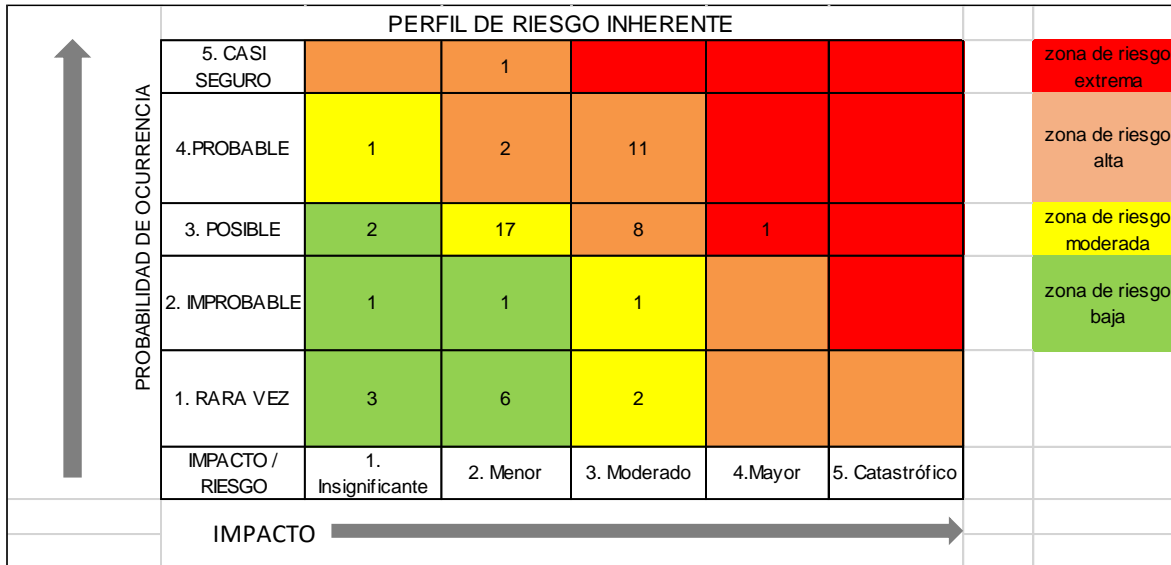 PERFIL DE RIESGO INHERENTE
PROBABILIDAD DE OCURRENCIA
5. CASI
SEGURO
1
zona de riesgo
extrema
4.PROBABLE
1
2
11
zona de riesgo
alta
3. POSIBLE
2
17
8
1
zona de riesgo
moderada
2. IMPROBABLE
1
1
1
zona de riesgo
baja
1. RARA VEZ
3
6
2
IMPACTO /
RIESGO
1.
Insignificante
2. Menor
3. Moderado
4.Mayor
5. Catastrófico
IMPACTO